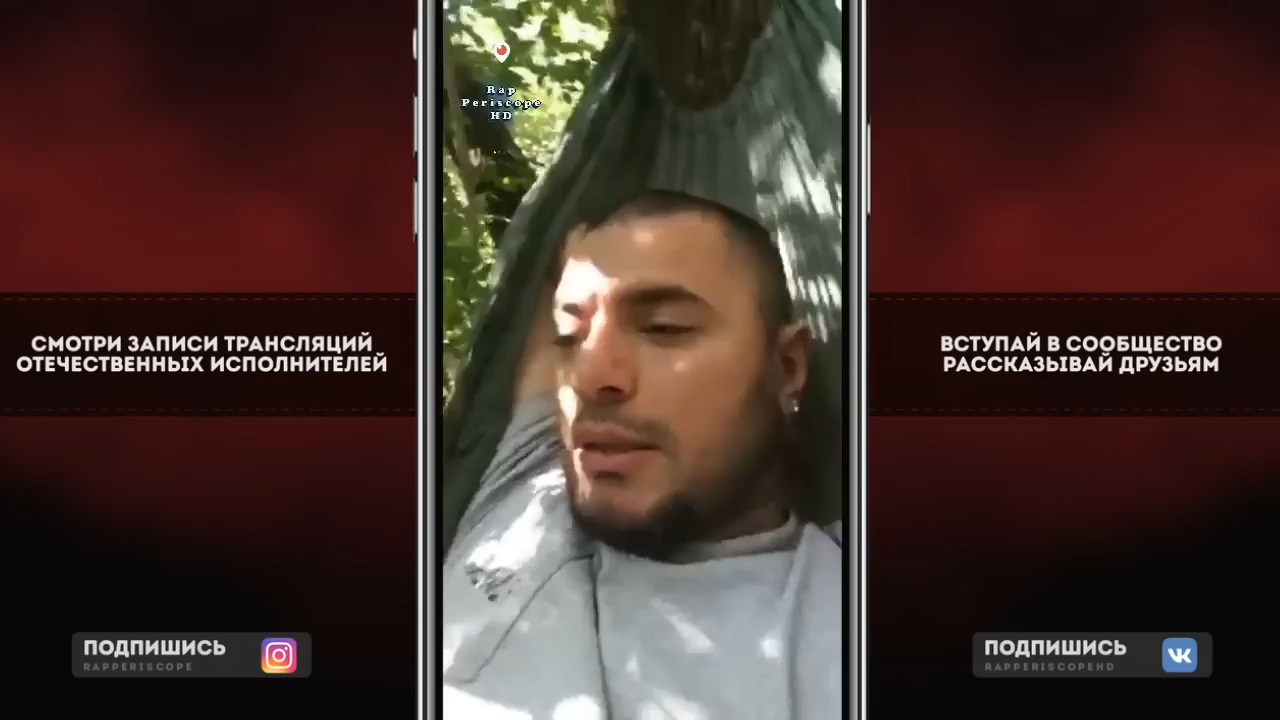 Rap
Periscope
HD
СМОТРИ ЗАПИСИ ТРАНСЛЯЦИЙ
ОТЕЧЕСТВЕННЫХ ИСПОЛНИТЕЛЕЙ
ВСТУПАЙ В СООБЩЕСТВО
РАССКАЗЫВАЙ ДРУЗЬЯМ
ПОДПИШИСЬ
RAPPERISCOPE
ПОДПИШИСЬ
RAPPERISCOPEHD